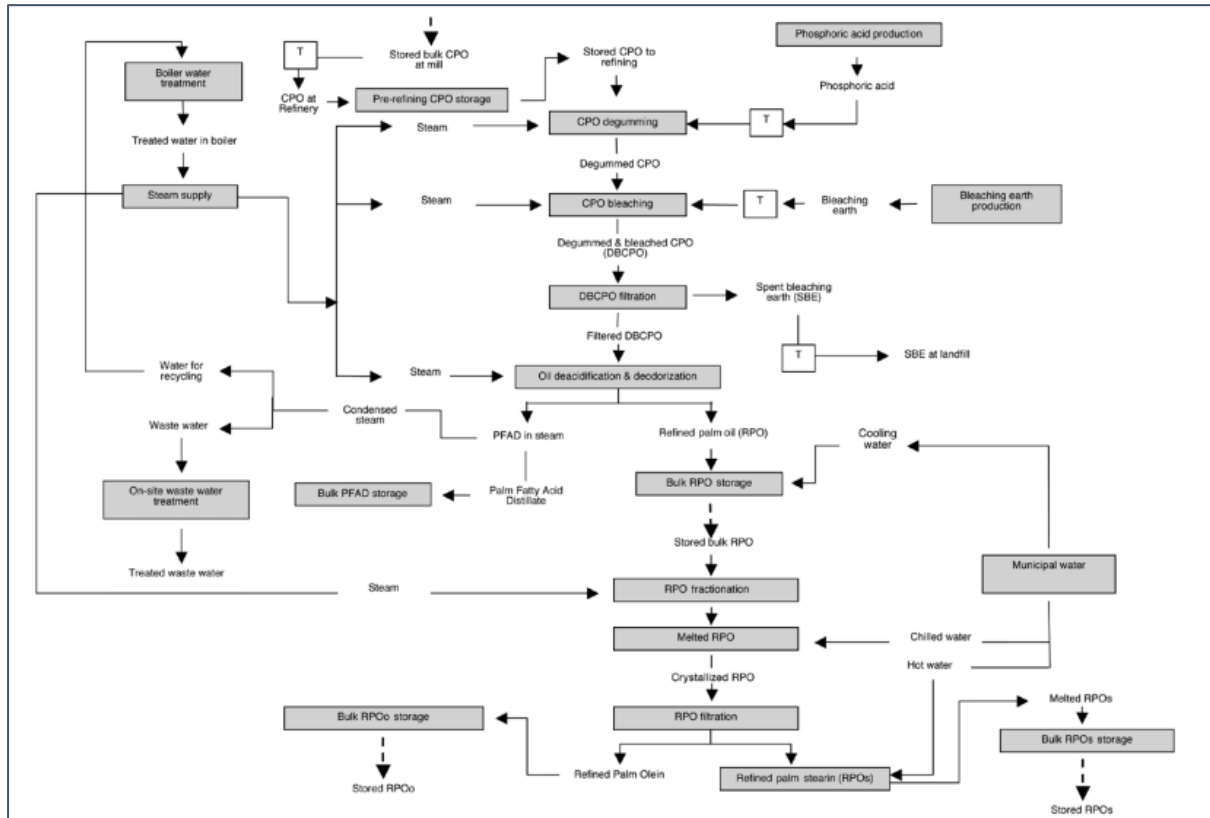 Phosphoric acid production
T
Stored bulk CPO
at mill
Stored CPO to
refining
Boiler water
treatment
Phosphoric acid
CPO at
Refinery
Pre-refining CPO storage
Steam
CPO degumming
T
Treated water in boiler
Degummed CPO
Steam supply
Steam
CPO bleaching
T
Bleaching
earth
Bleaching earth
production
Degummed & bleached CPO
(DBCPO)
DBCPO filtration
Spent bleaching
earth (SBE)
Filtered DBCPO
T
SBE at landfill
Water for
recycling
Steam
Oil deacidification & deodorization
Condensed
steam
Waste water
PFAD in steam
Refined palm oil (RPO)
Cooling
water
On-site waste water
treatment
Bulk PFAD storage
Palm Fatty Acid
Distillate
Bulk RPO storage
Stored bulk RPO
Treated waste water
Municipal water
Steam
RPO fractionation
Melted RPO
Chilled water
Hot water
Crystallized RPO
Melted RPOs
Bulk RPOo storage
RPO filtration
Bulk RPOs storage
Stored RPOo
Refined Palm Olein
Refined palm stearin (RPOs)
Stored RPOs